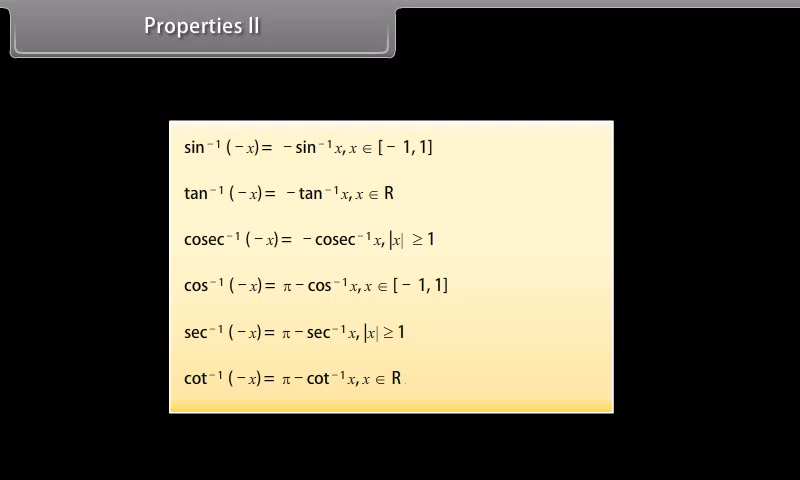 Properties II
sin⁻¹(−x)= −sin⁻¹x, x ∈ [− 1, 1]
tan⁻¹(−x)= −tan⁻¹x, x ∈ R
cosec⁻¹(−x)= −cosec⁻¹x, |x| ≥ 1
cos⁻¹(−x)= π−cos⁻¹x, x ∈ [− 1, 1]
sec⁻¹(−x)= π−sec⁻¹x, |x| ≥ 1
cot⁻¹(−x)= π−cot⁻¹x, x ∈ R